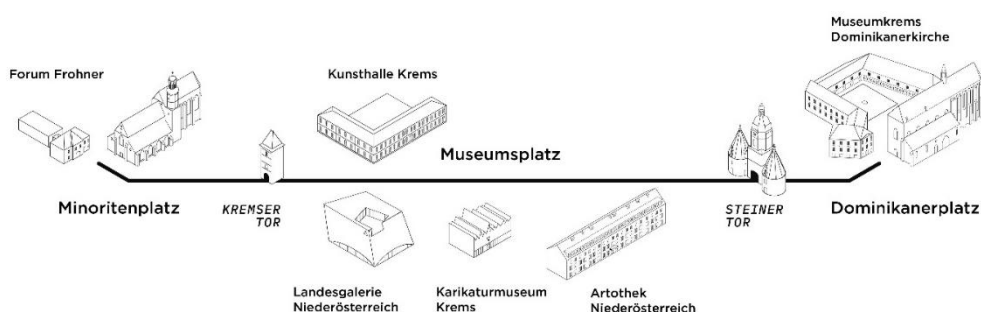 Museumkrems
Dominikanerkirche
Forum Frohner
Kunsthalle Krems
Museumsplatz
Minoritenplatz
KREMSER
TOR
STEINER
TOR
Dominikanerplatz
Landesgalerie
Niederösterreich
Karikaturmuseum
Krems
Artothek
Niederösterreich